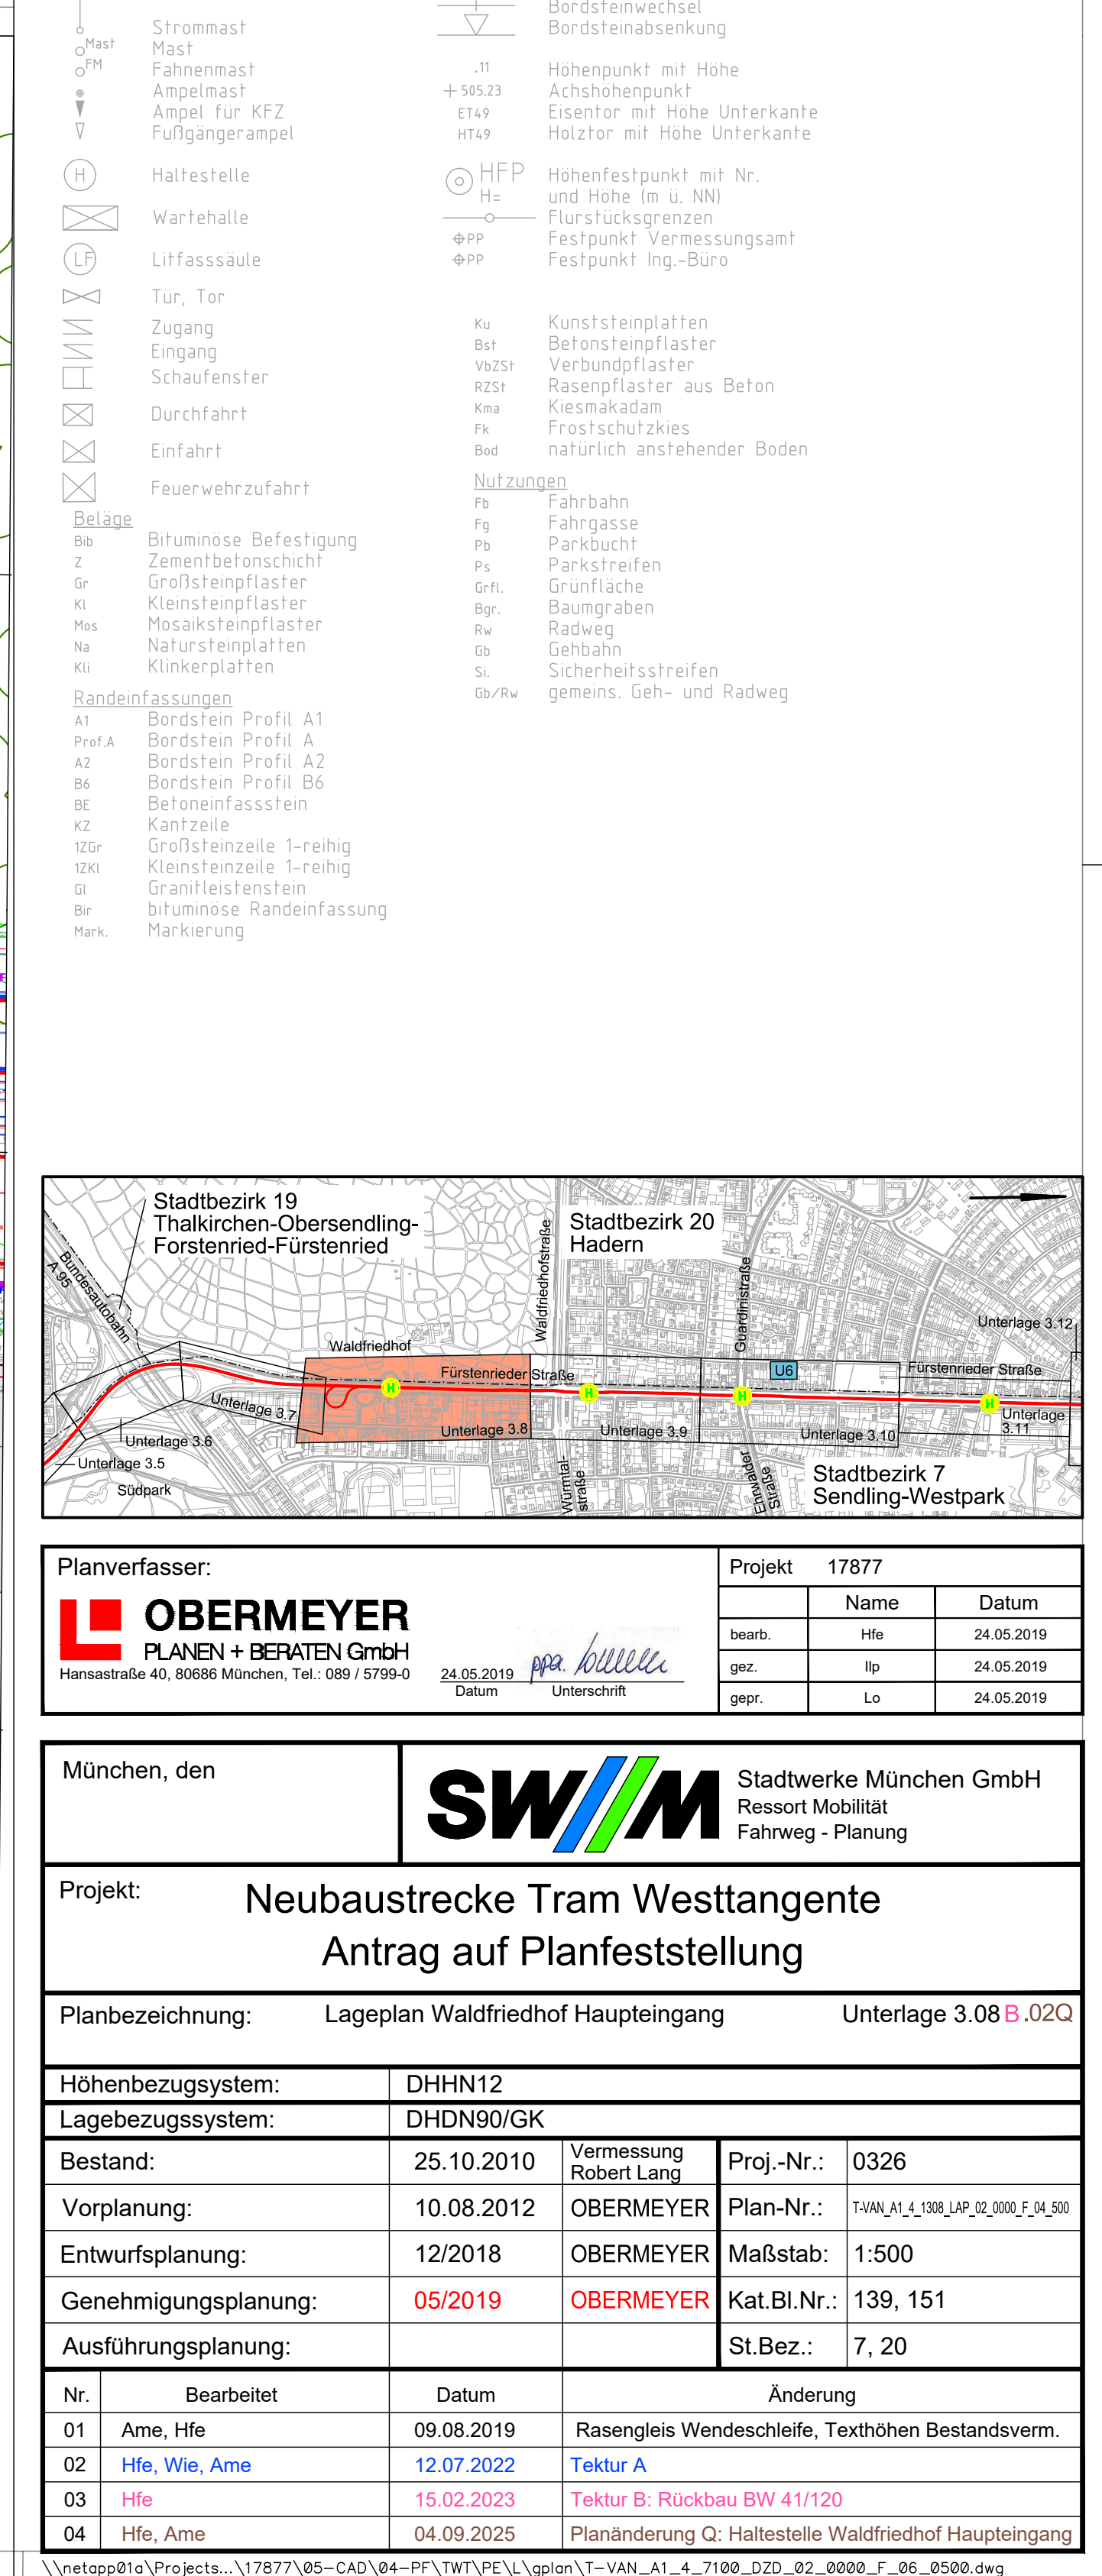 Bordsteinwechsel
Strommast
Bordsteinabsenkung
Mast Mast
FM Fahnenmast
.11 Höhenpunkt mit Höhe
Ampelmast
+ 505.23 Achshöhenpunkt
Ampel für KFZ
ET49 Eisentor mit Höhe Unterkante
Fußgängerampel
HT49 Holztor mit Höhe Unterkante
H Haltestelle
HFP Höhenfestpunkt mit Nr.
H= und Höhe (m ü. NN)
Wartehalle
Flurstücksgrenzen
PP Festpunkt Vermessungsamt
LF Litfasssäule
PP Festpunkt Ing.-Büro
Tür, Tor
Zugang
Eingang
Schaufenster
Durchfahrt
Einfahrt
Feuerwehrzufahrt
Ku Kunststeinplatten
Bst Betonsteinpflaster
VbZSt Verbundpflaster
RZSt Rasenpflaster aus Beton
Kma Kiesmakadam
Fk Frostschutzkies
Bod natürlich anstehender Boden
Beläge
Bib Bituminöse Befestigung
Z Zementbetonschicht
Gr Großsteinpflaster
Kl Kleinsteinpflaster
Mos Mosaiksteinpflaster
Na Natursteinplatten
Kli Klinkerplatten
Nutzungen
Fb Fahrbahn
Fg Fahrgasse
Pb Parkbucht
Ps Parkstreifen
Grfl. Grünfläche
Bgr. Baumgraben
Rw Radweg
Gb Gehbahn
Si. Sicherheitsstreifen
Gb/Rw gemeins. Geh- und Radweg
Randeinfassungen
A1 Bordstein Profil A1
Prof.A Bordstein Profil A
A2 Bordstein Profil A2
B6 Bordstein Profil B6
BE Betoneinfassstein
KZ Kantzeile
1ZGr Großsteinzeile 1-reihig
1ZKl Kleinsteinzeile 1-reihig
Gl Granitleistenstein
Bir bituminöse Randeinfassung
Mark. Markierung
Stadtbezirk 19
Thalkirchen-Obersendling-
Forstenried-Fürstenried
Stadtbezirk 20
Hadern
Bundesautobahn
A 95
Waldfriedhofstraße
Guardinistraße
Unterlage 3.12
Waldfriedhof
Fürstenrieder Straße
U6
Fürstenrieder Straße
H
H
H
H
Unterlage 3.7
Unterlage 3.8
Unterlage 3.9
Unterlage 3.10
Unterlage
3.11
Unterlage 3.6
Unterlage 3.5
Südpark
Würmtal-
straße
Ehrwalder
Straße
Stadtbezirk 7
Sendling-Westpark
Planverfasser:
OBERMEYER
PLANEN + BERATEN GmbH
Hansastraße 40, 80686 München, Tel.: 089 / 5799-0
24.05.2019 ppa.
Datum Unterschrift
Projekt 17877
Name Datum
bearb. Hfe 24.05.2019
gez. Ilp 24.05.2019
gepr. Lo 24.05.2019
München, den
SWM
Stadtwerke München GmbH
Ressort Mobilität
Fahrweg - Planung
Projekt: Neubaustrecke Tram Westtangente
Antrag auf Planfeststellung
Planbezeichnung: Lageplan Waldfriedhof Haupteingang Unterlage 3.08 B .02Q
Höhenbezugsystem: DHHN12
Lagebezugssystem: DHDN90/GK
Bestand: 25.10.2010 Vermessung Robert Lang Proj.-Nr.: 0326
Vorplanung: 10.08.2012 OBERMEYER Plan-Nr.: T-VAN_A1_4_1308_LAP_02_0000_F_04_500
Entwurfsplanung: 12/2018 OBERMEYER Maßstab: 1:500
Genehmigungsplanung: 05/2019 OBERMEYER Kat.Bl.Nr.: 139, 151
Ausführungsplanung: St.Bez.: 7, 20
Nr. Bearbeitet Datum Änderung
01 Ame, Hfe 09.08.2019 Rasengleis Wendeschleife, Texthöhen Bestandsverm.
02 Hfe, Wie, Ame 12.07.2022 Tektur A
03 Hfe 15.02.2023 Tektur B: Rückbau BW 41/120
04 Hfe, Ame 04.09.2025 Planänderung Q: Haltestelle Waldfriedhof Haupteingang
\\netapp01a\Projects...\17877\05-CAD\04-PF\TWT\PE\L\gplan\T-VAN_A1_4_7100_DZD_02_0000_F_06_0500.dwg